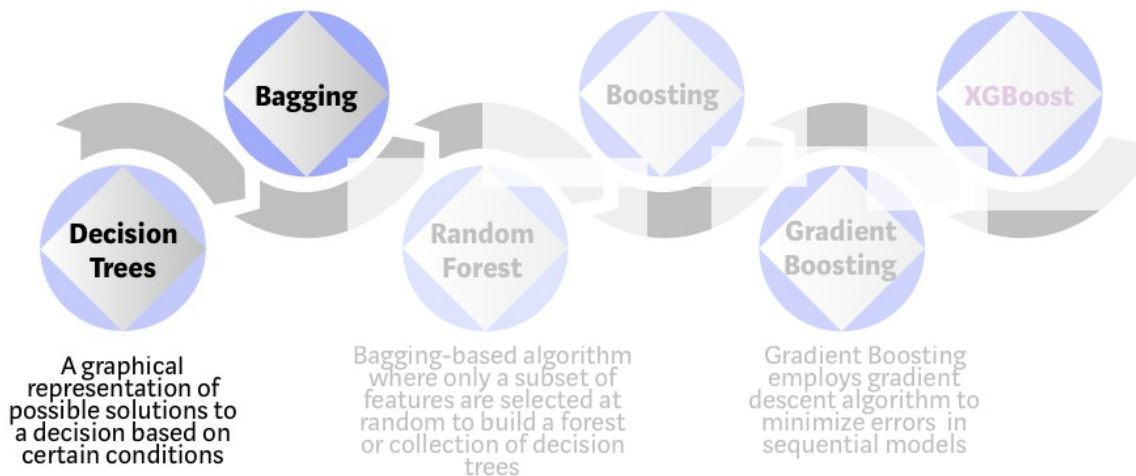 Bagging
Boosting
XGBoost
Decision
Trees
Random
Forest
Gradient
Boosting
A graphical
representation of
possible solutions to
a decision based on
certain conditions
Bagging-based algorithm
where only a subset of
features are selected at
random to build a forest
or collection of decision
trees
Gradient Boosting
employs gradient
descent algorithm to
minimize errors in
sequential models